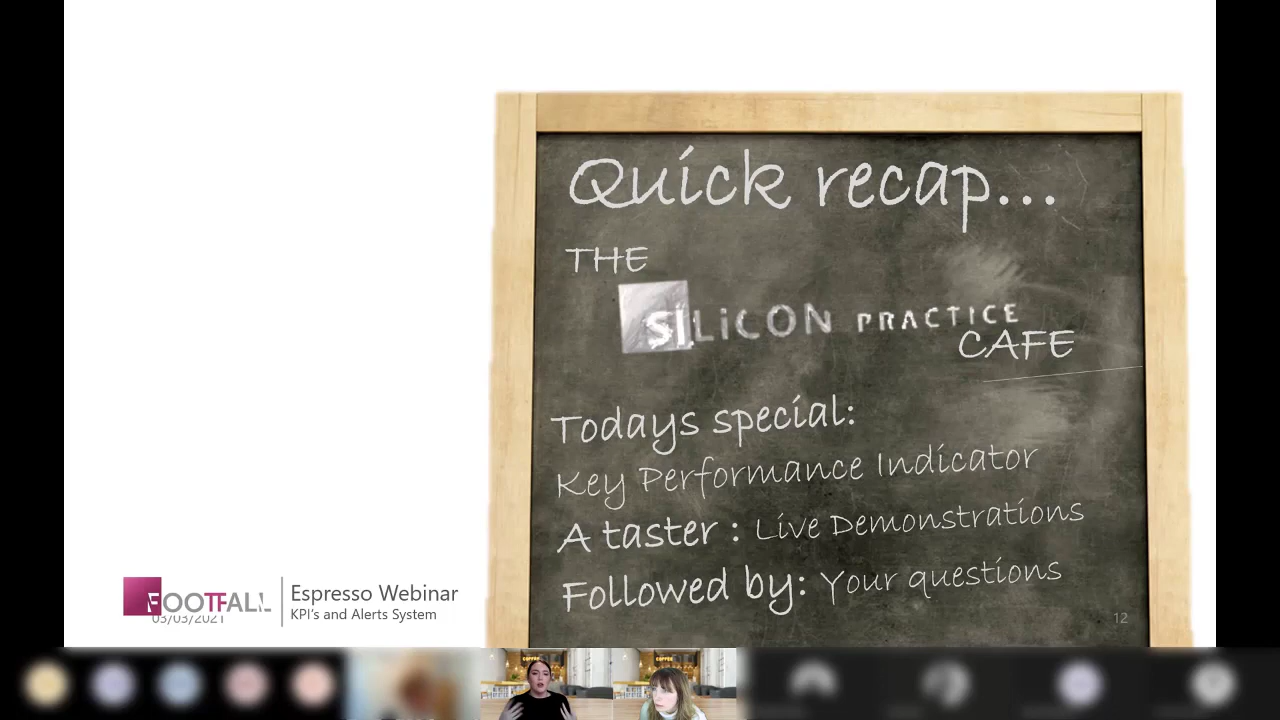 Quick recap...
THE
SiLiCON PRACTICE
CAFE
Todays special:
Key Performance Indicator
A taster : Live Demonstrations
Followed by: Your questions
12
FOOTFALL
Espresso Webinar
KPI's and Alerts System
03/03/2021